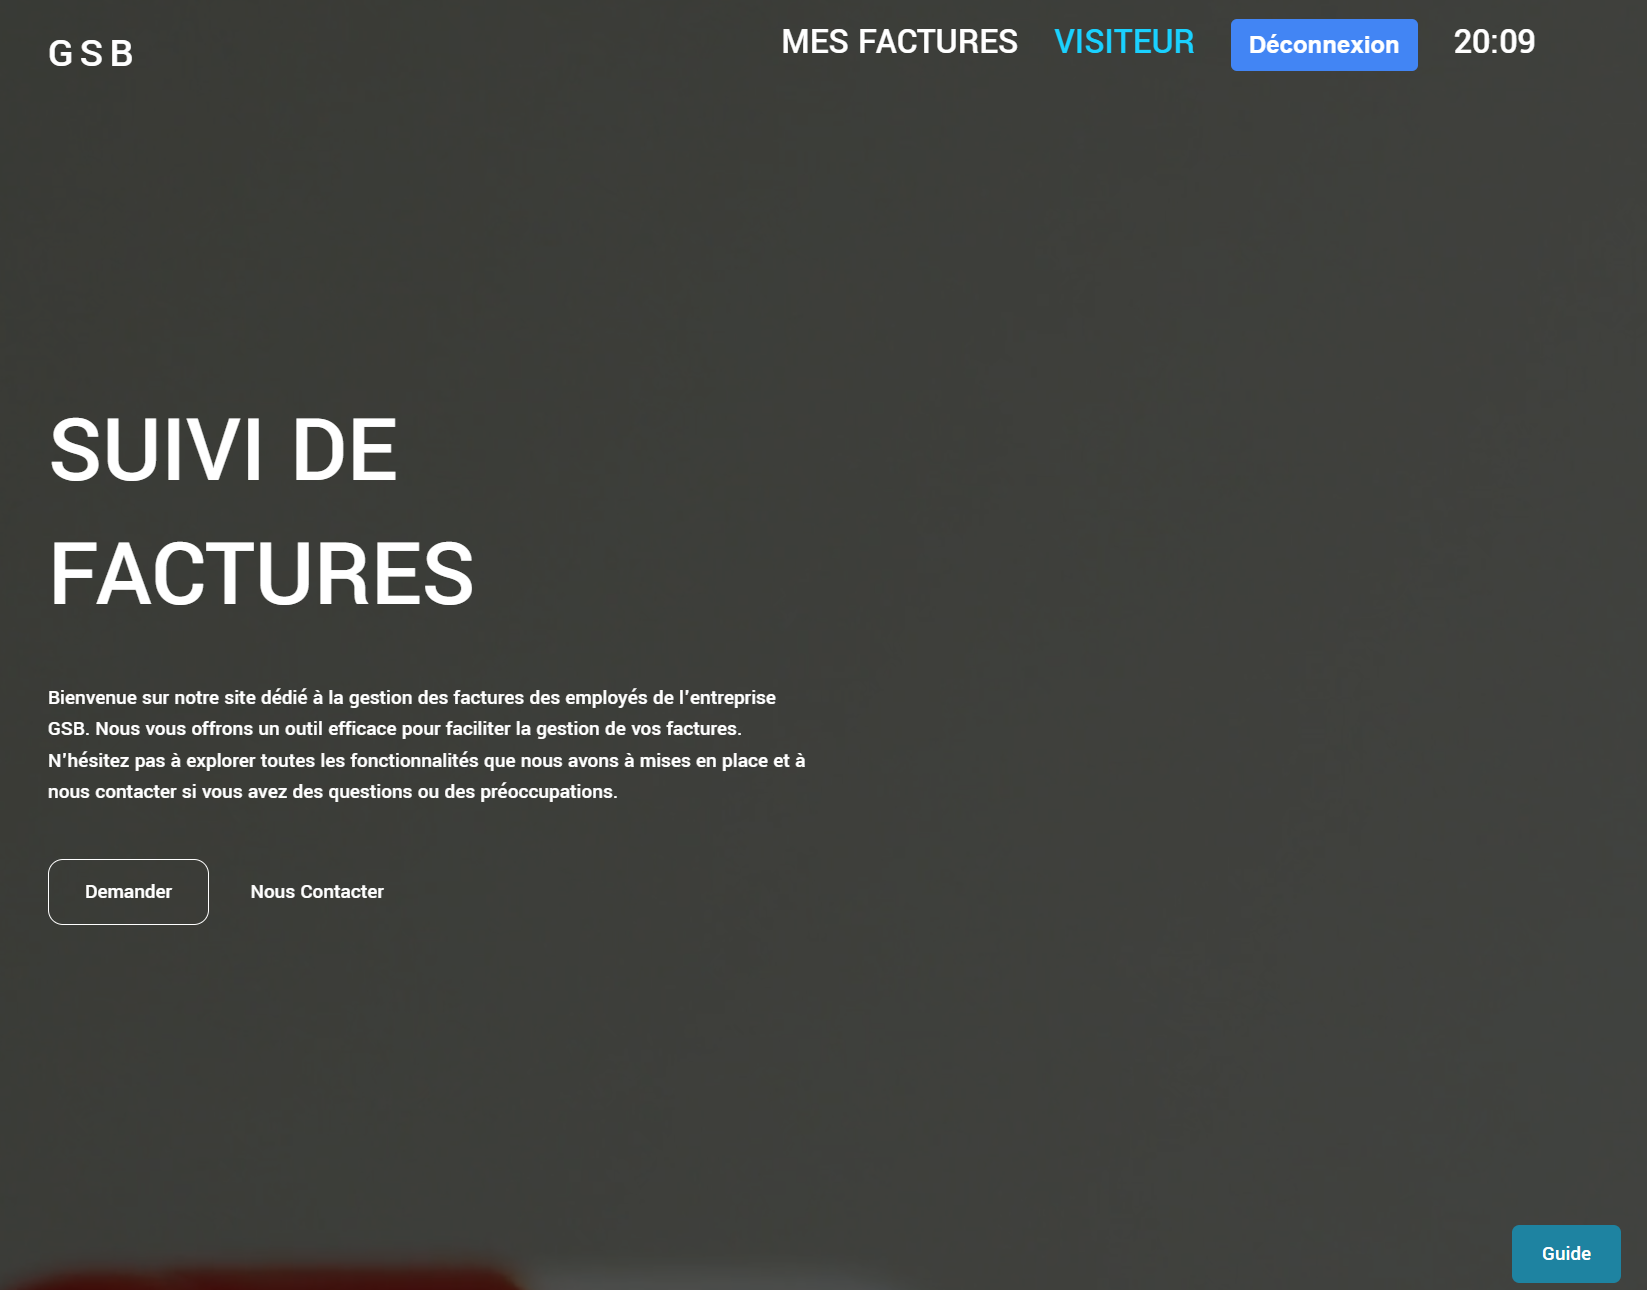 GSB
MES FACTURES VISITEUR Déconnexion 20:09
SUIVI DE
FACTURES
Bienvenue sur notre site dédié à la gestion des factures des employés de l'entreprise
GSB. Nous vous offrons un outil efficace pour faciliter la gestion de vos factures.
N'hésitez pas à explorer toutes les fonctionnalités que nous avons à mises en place et à
nous contacter si vous avez des questions ou des préoccupations.
Demander Nous Contacter
Guide